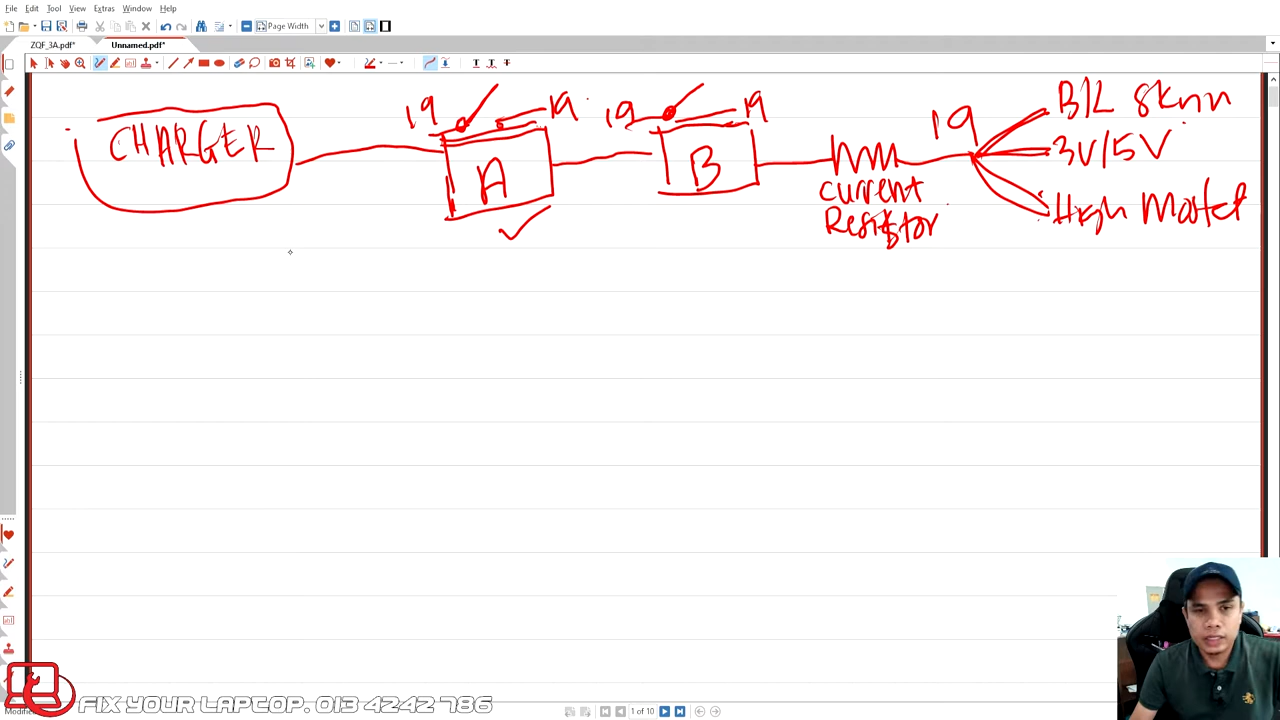 File Edit Tool View Extras Window Help
Page Width
ZQF_3A.pdf* Unnamed.pdf*
CHARGER
19 19
A
19 19
B
current
Resistor
19
B/L
3V/5V
High Mosfet
1 of 10
FIX YOUR LAPTOP. 013 4242 786